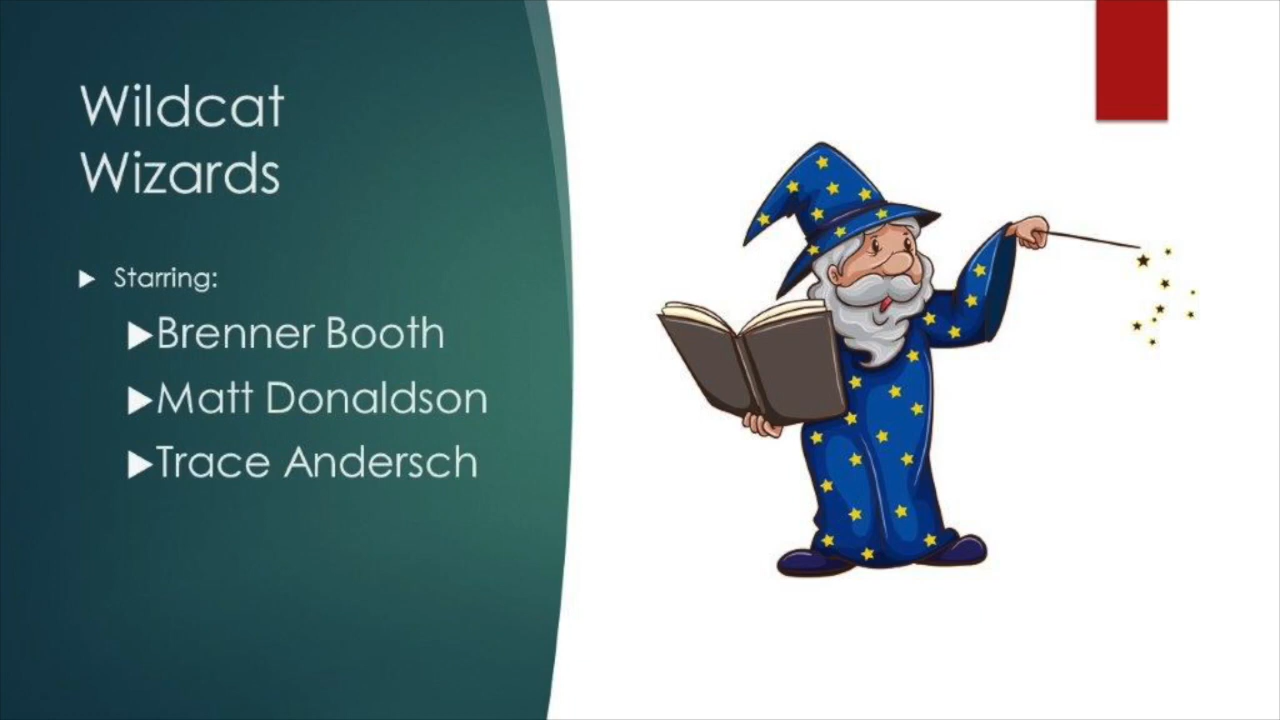 Wildcat
Wizards
Starring:
Brenner Booth
Matt Donaldson
Trace Andersch